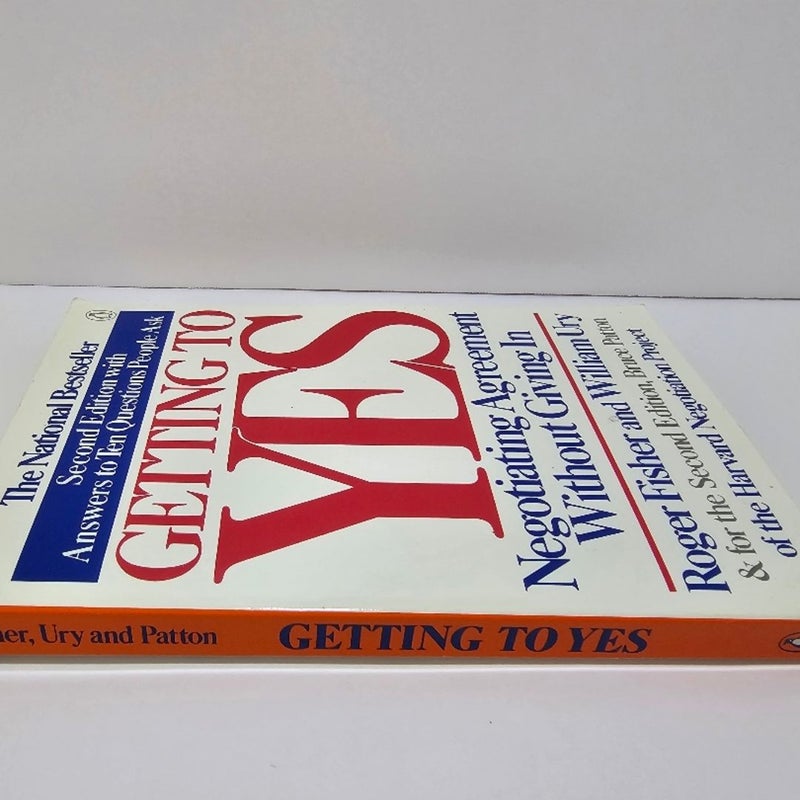 The National Bestseller
Second Edition with
Answers to Ten Questions People Ask
GETTING TO
YES
Negotiating Agreement
Without Giving In
Roger Fisher and William Ury
& for the Second Edition, Bruce Patton
of the Harvard Negotiation Project
Ury and Patton GETTING TO YES